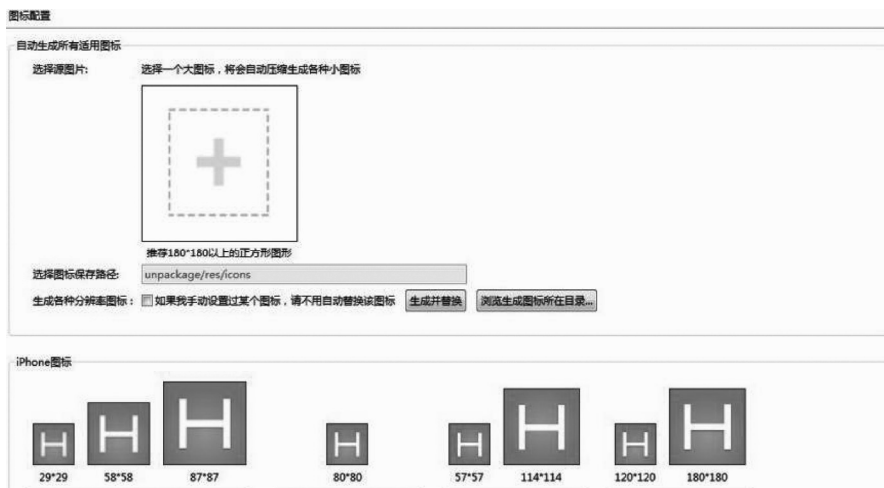 图标配置
自动生成所有适用图标
选择源图片: 选择一个大图标，将会自动压缩生成各种小图标
推荐180*180以上的正方形图形
选择图标保存路径: unpackage/res/icons
生成各种分辨率图标： 如果我手动设置过某个图标，请不用自动替换该图标 生成并替换 浏览生成图标所在目录...
iPhone图标
H H H H H H H H
29*29 58*58 87*87 80*80 57*57 114*114 120*120 180*180